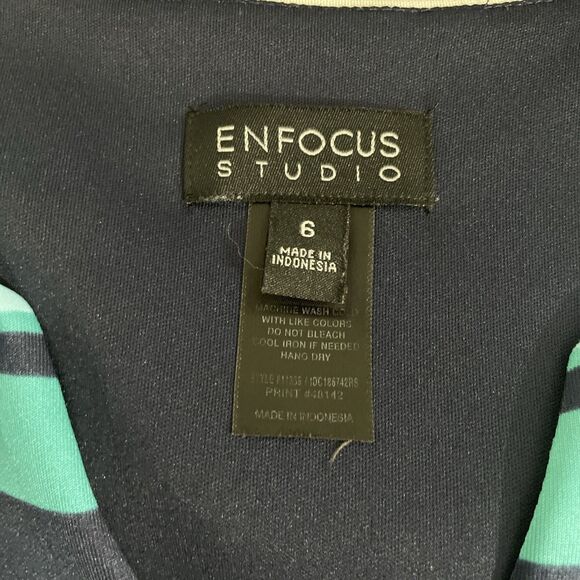 ENFOCUS
STUDIO
6
MADE IN
INDONESIA
MACHINE WASH COLD
WITH LIKE COLORS
DO NOT BLEACH
COOL IRON IF NEEDED
HANG DRY
PRINT #40142
MADE IN INDONESIA